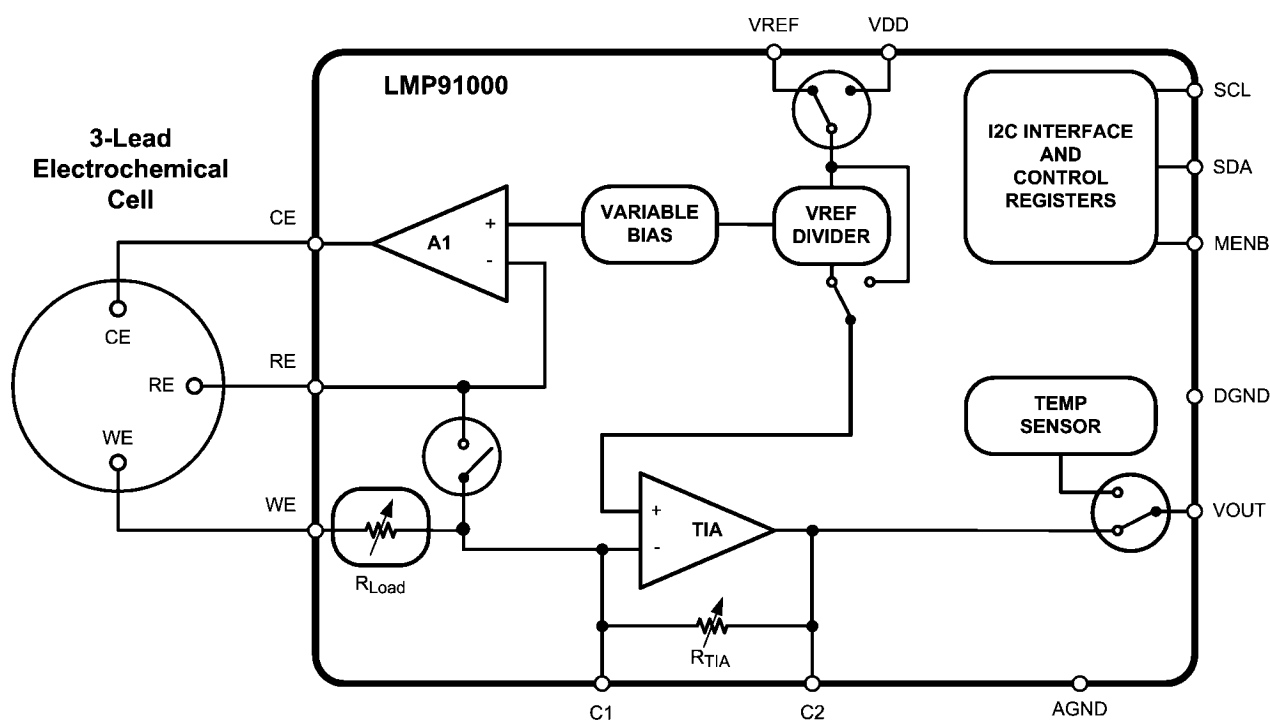 VREF
VDD
LMP91000
3-Lead
Electrochemical
Cell
I2C INTERFACE
AND
CONTROL
REGISTERS
SCL
SDA
MENB
CE
A1
+
-
VARIABLE
BIAS
VREF
DIVIDER
CE
RE
WE
RE
WE
RLoad
TEMP
SENSOR
DGND
VOUT
+
-
TIA
RTIA
C1
C2
AGND